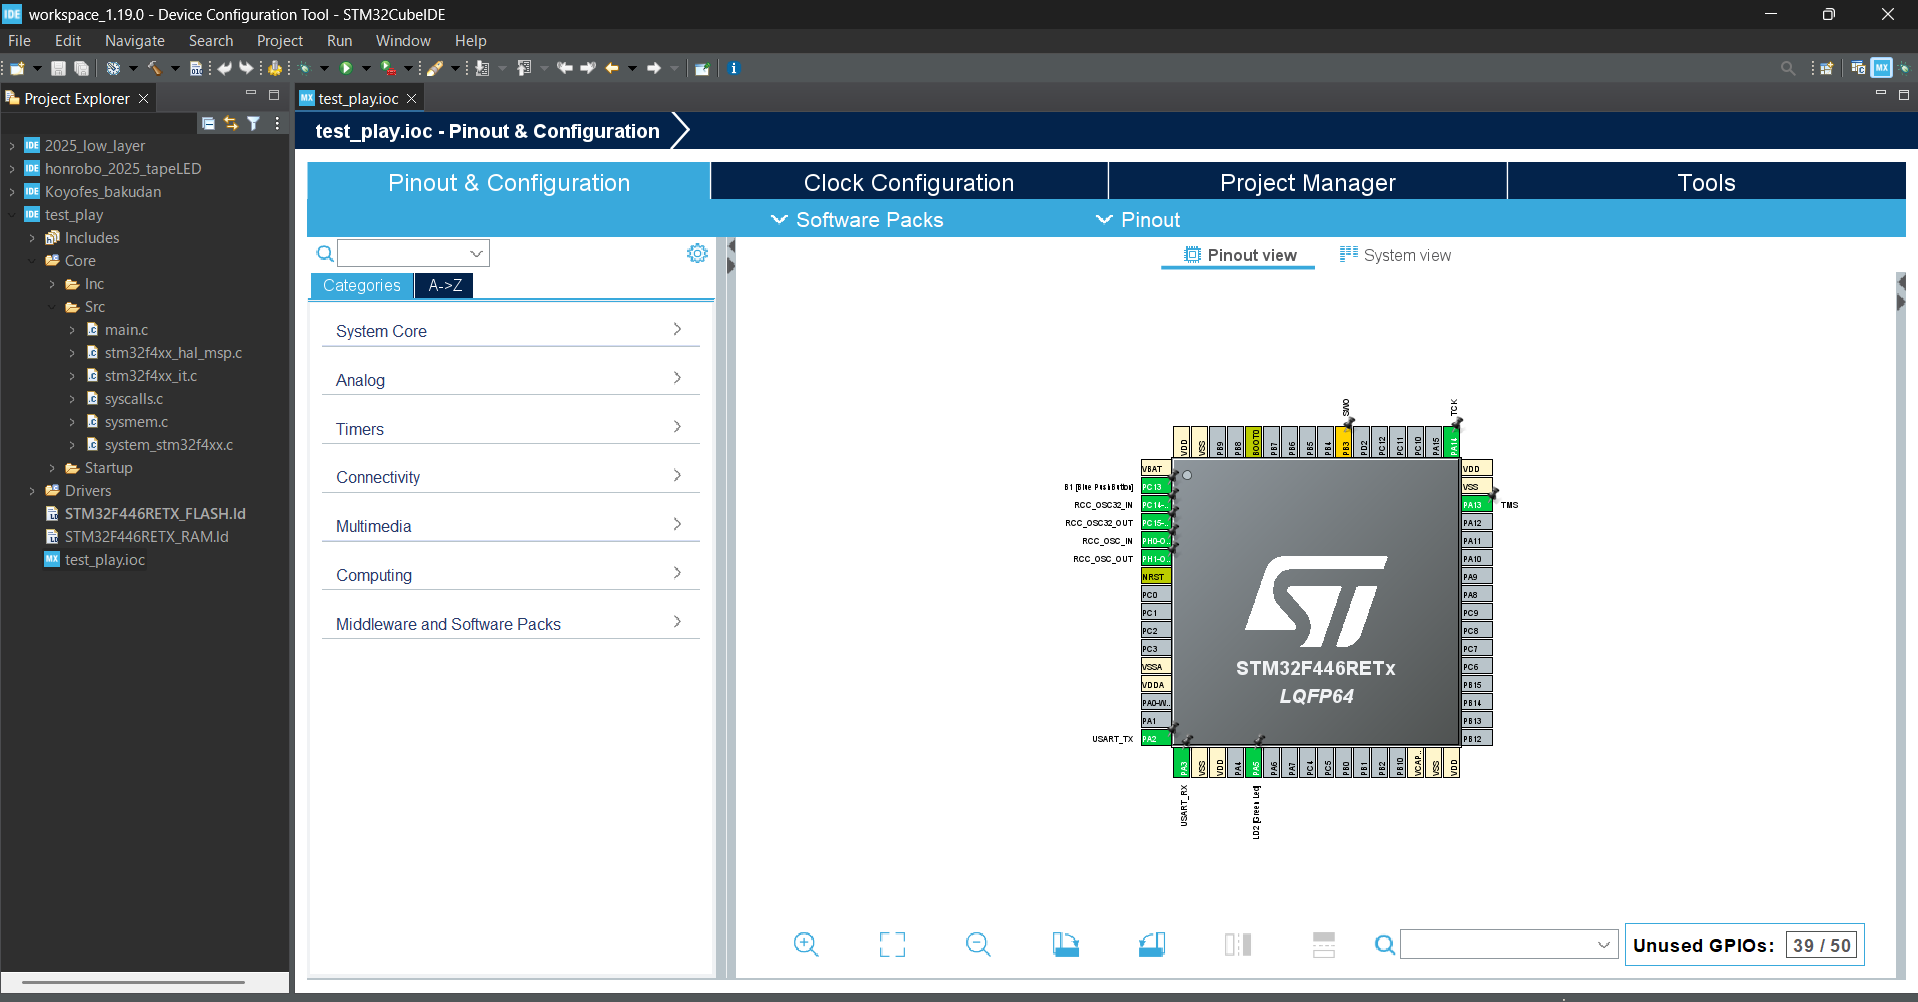 IDE workspace_1.19.0 - Device Configuration Tool - STM32CubeIDE
File Edit Navigate Search Project Run Window Help
Project Explorer
MX test_play.ioc
IDE 2025_low_layer
IDE honrobo_2025_tapeLED
IDE Koyofes_bakudan
IDE test_play
Includes
Core
Inc
Src
main.c
stm32f4xx_hal_msp.c
stm32f4xx_it.c
syscalls.c
sysmem.c
system_stm32f4xx.c
Startup
Drivers
STM32F446RETX_FLASH.ld
STM32F446RETX_RAM.ld
MX test_play.ioc
test_play.ioc - Pinout & Configuration
Pinout & Configuration Clock Configuration Project Manager Tools
Software Packs Pinout
Categories A->Z
System Core
Analog
Timers
Connectivity
Multimedia
Computing
Middleware and Software Packs
Pinout view System view
SWO TCK
VDD VSS PB9 PB8 BOOT0 PB7 PB6 PB5 PB4 PB3 PD2 PC12 PC11 PC10 PA15 PA14
VBAT VDD
B1 [Blue PushButton] PC13 VSS
RCC_OSC32_IN PC14-.. PA13 TMS
RCC_OSC32_OUT PC15-.. PA12
RCC_OSC_IN PH0-O.. PA11
RCC_OSC_OUT PH1-O.. PA10
NRST PA9
PC0 PA8
PC1 PC9
PC2 PC8
PC3 PC7
VSSA PC6
VDDA PB15
PA0-W.. PB14
PA1 PB13
USART_TX PA2 PB12
STM32F446RETx
LQFP64
PA3 VSS VDD PA4 PA5 PA6 PA7 PC4 PC5 PB0 PB1 PB2 PB10 VCAP.. VSS VDD
USART_RX LD2 [Green Led]
Unused GPIOs: 39 / 50